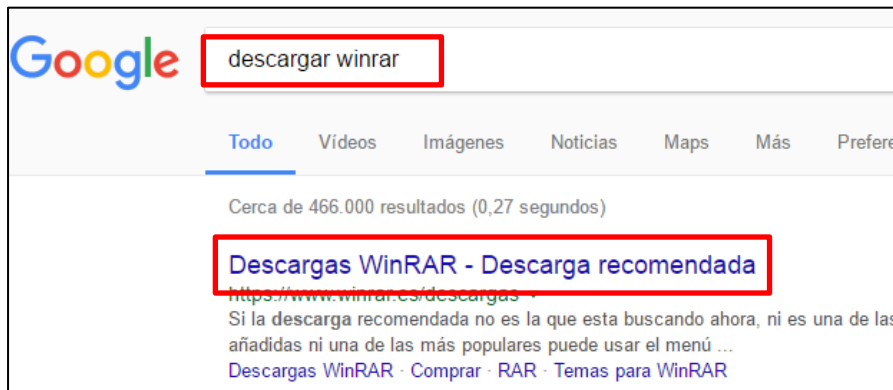 Google
descargar winrar
Todo Vídeos Imágenes Noticias Maps Más Prefere
Cerca de 466.000 resultados (0,27 segundos)
Descargas WinRAR - Descarga recomendada
https://www.winrar.es/descargas
Si la descarga recomendada no es la que esta buscando ahora, ni es una de las
añadidas ni una de las más populares puede usar el menú ...
Descargas WinRAR · Comprar · RAR · Temas para WinRAR